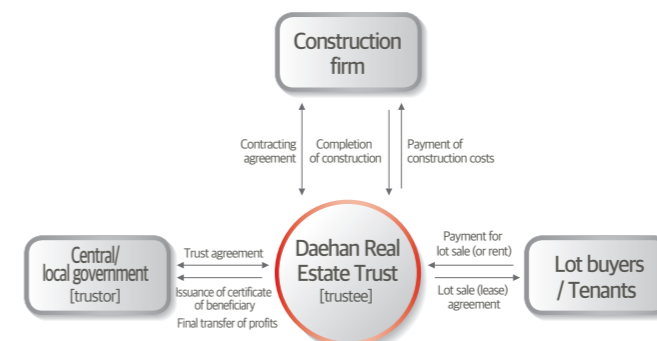 Construction
firm
Contracting
agreement
Completion
of construction
Payment of
construction costs
Central/
local government
[trustor]
Trust agreement
Issuance of certificate
of beneficiary
Final transfer of profits
Daehan Real
Estate Trust
[trustee]
Payment for
lot sale (or rent)
Lot sale (lease)
agreement
Lot buyers
/ Tenants